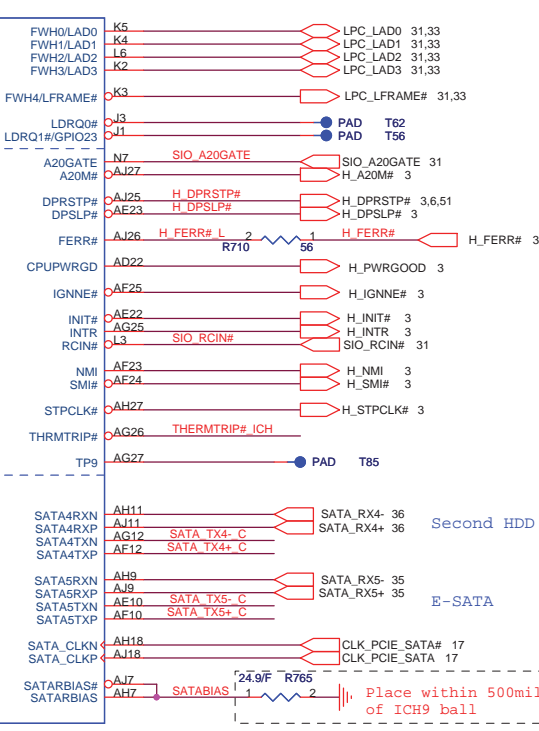 FWH0/LAD0 K5 LPC_LAD0 31,33
FWH1/LAD1 K4 LPC_LAD1 31,33
FWH2/LAD2 L6 LPC_LAD2 31,33
FWH3/LAD3 K2 LPC_LAD3 31,33
FWH4/LFRAME# K3 LPC_LFRAME# 31,33
LDRQ0# J3 PAD T62
LDRQ1#/GPIO23 J1 PAD T56
A20GATE N7 SIO_A20GATE SIO_A20GATE 31
A20M# AJ27 H_A20M# 3
DPRSTP# AJ25 H_DPRSTP# H_DPRSTP# 3,6,51
DPSLP# AE23 H_DPSLP# H_DPSLP# 3
FERR# AJ26 H_FERR#_L 2 1 H_FERR# H_FERR# 3
R710 56
CPUPWRGD AD22 H_PWRGOOD 3
IGNNE# AF25 H_IGNNE# 3
INIT# AE22 H_INIT# 3
INTR AG25 H_INTR 3
RCIN# L3 SIO_RCIN# SIO_RCIN# 31
NMI AF23 H_NMI 3
SMI# AF24 H_SMI# 3
STPCLK# AH27 H_STPCLK# 3
THRMTRIP# AG26 THERMTRIP#_ICH
TP9 AG27 PAD T85
SATA4RXN AH11 SATA_RX4- 36
SATA4RXP AJ11 SATA_RX4+ 36 Second HDD
SATA4TXN AG12 SATA_TX4-_C
SATA4TXP AF12 SATA_TX4+_C
SATA5RXN AH9 SATA_RX5- 35
SATA5RXP AJ9 SATA_RX5+ 35 E-SATA
SATA5TXN AE10 SATA_TX5-_C
SATA5TXP AF10 SATA_TX5+_C
SATA_CLKN AH18 CLK_PCIE_SATA# 17
SATA_CLKP AJ18 CLK_PCIE_SATA 17
SATARBIAS# AJ7 24.9/F R765
SATARBIAS AH7 SATABIAS 1 2 Place within 500mil
of ICH9 ball